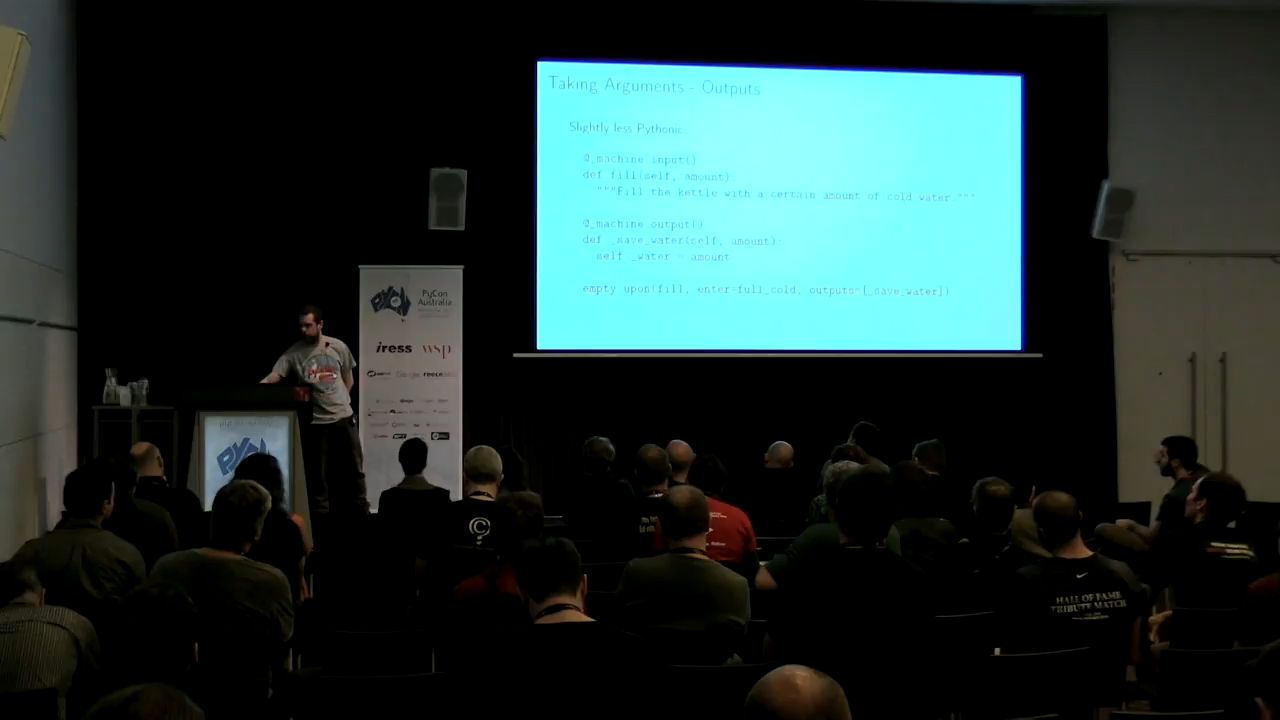 Taking Arguments - Outputs
Slightly less Pythonic:
@_machine.input()
def fill(self, amount):
"""Fill the kettle with a certain amount of cold water."""
@_machine.output()
def _save_water(self, amount):
self._water = amount
empty.upon(fill, enter=full_cold, outputs=[_save_water])
PyCon
Australia
iress wsp
HALL OF FAME
TRIBUTE MATCH